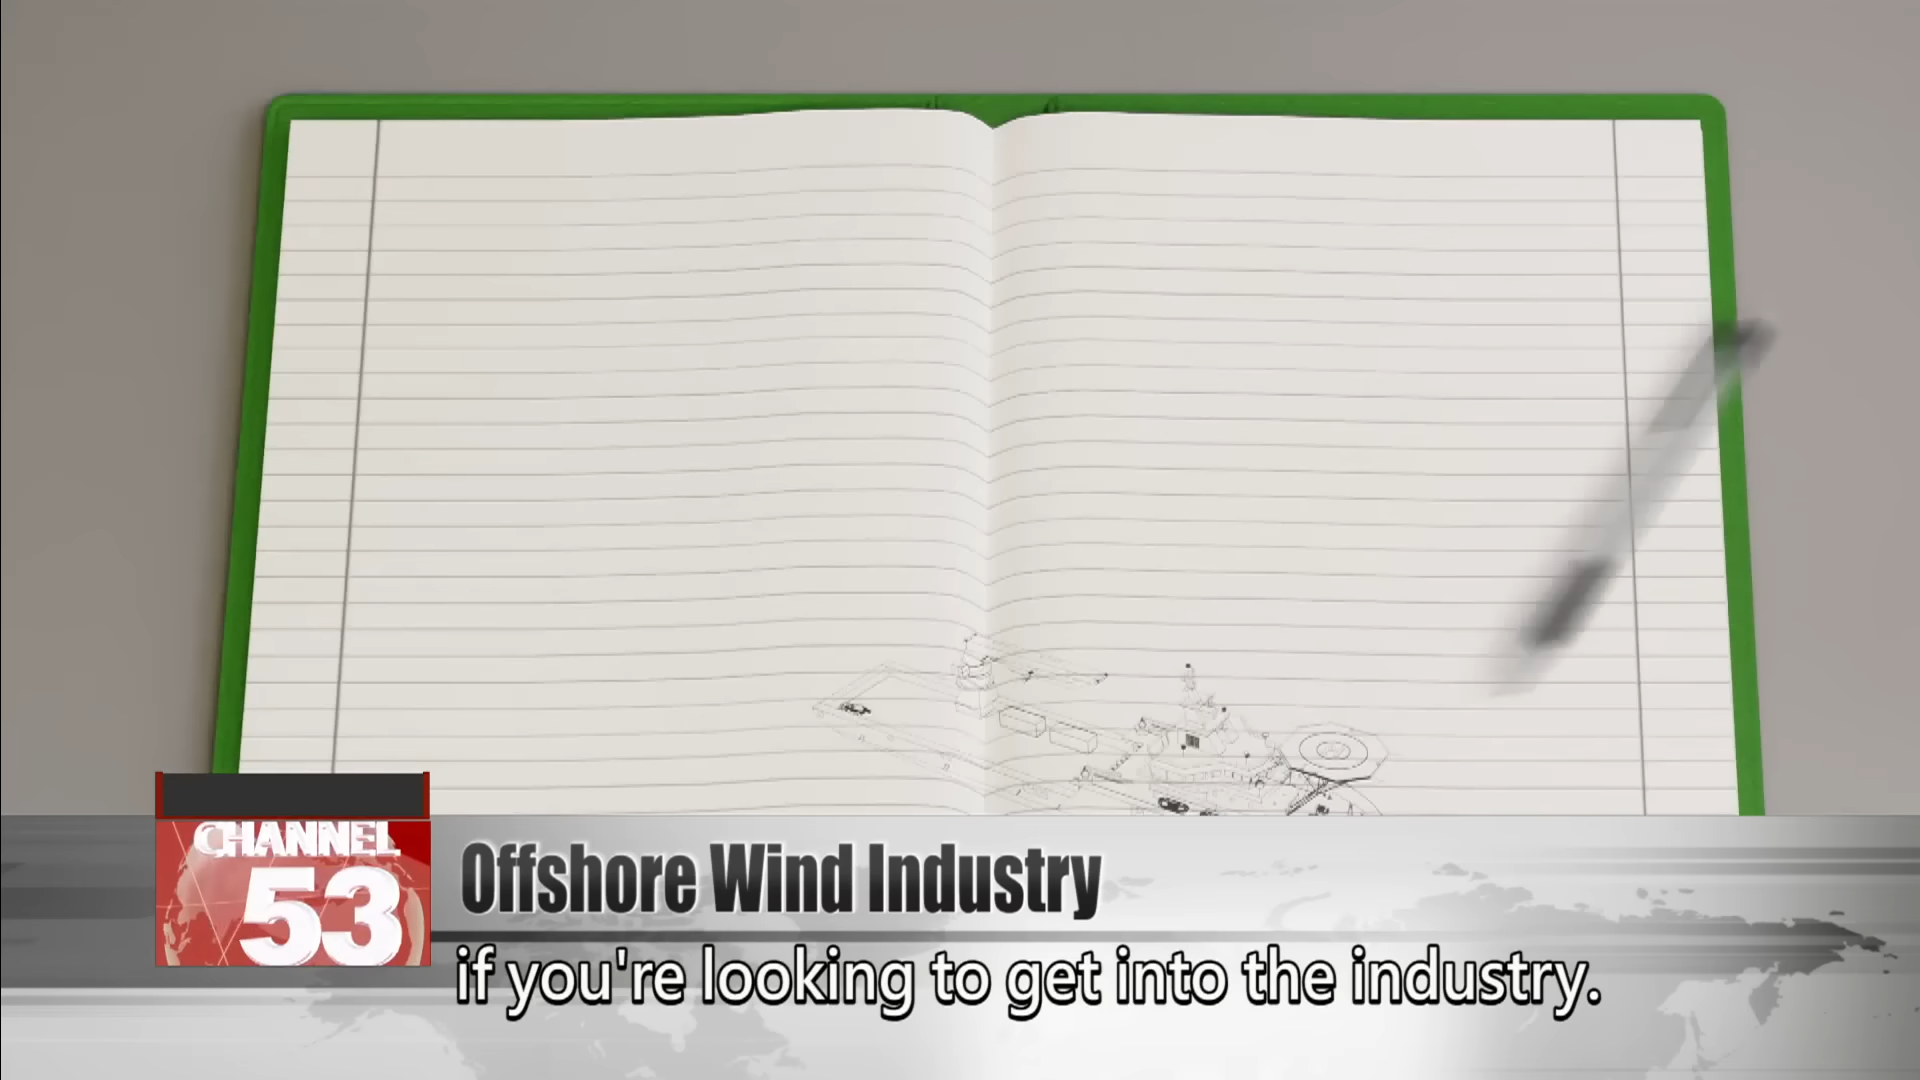 CHANNEL
53
Offshore Wind Industry
if you're looking to get into the industry.